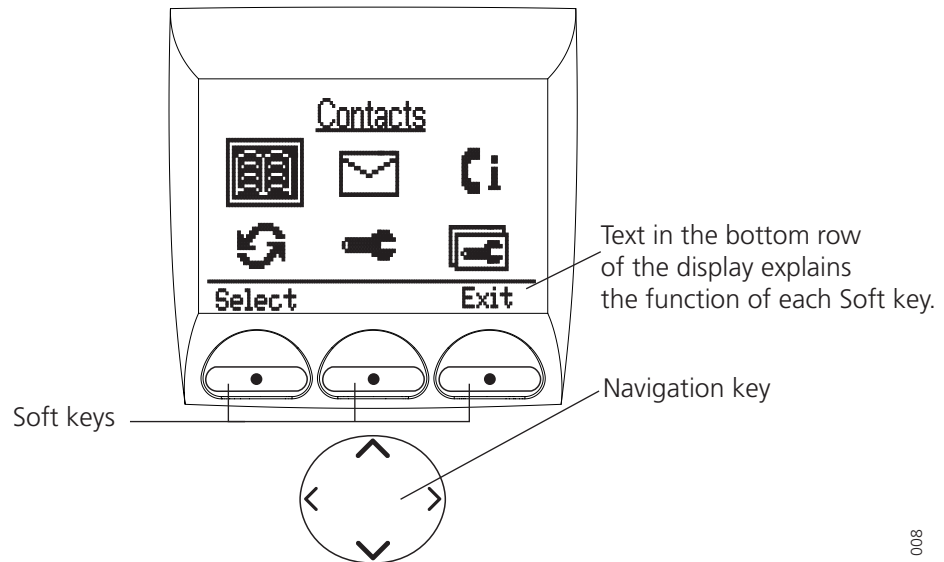 Contacts
i
Select
Exit
Text in the bottom row
of the display explains
the function of each Soft key.
Navigation key
Soft keys
008